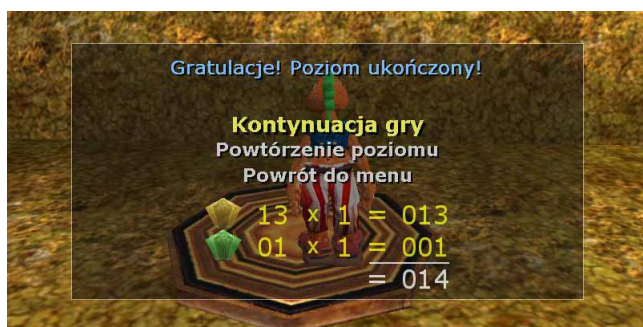 Gratulacje! Poziom ukończony!
Kontynuacja gry
Powtórzenie poziomu
Powrót do menu
13 x 1 = 013
01 x 1 = 001
= 014